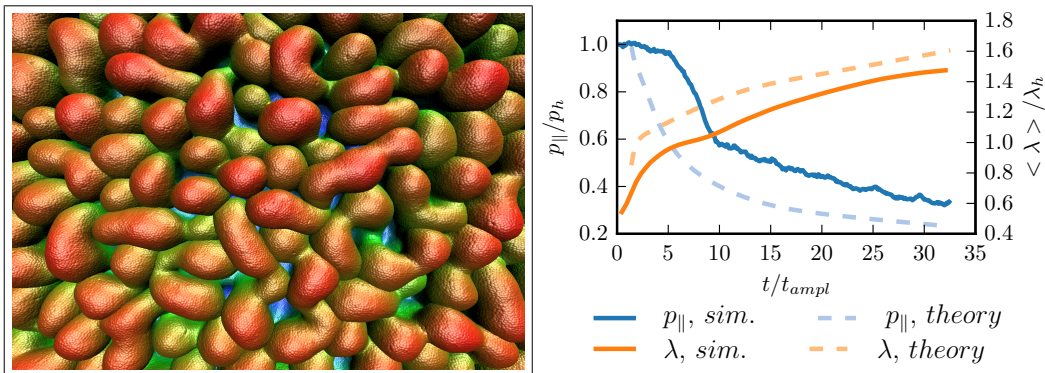 1.0
0.8
0.6
0.4
0.2
p∥/ph
0 5 10 15 20 25 30 35
t/tampl
1.8
1.6
1.4
1.2
1.0
0.8
0.6
0.4
< λ > /λh
p∥, sim. p∥, theory
λ, sim. λ, theory